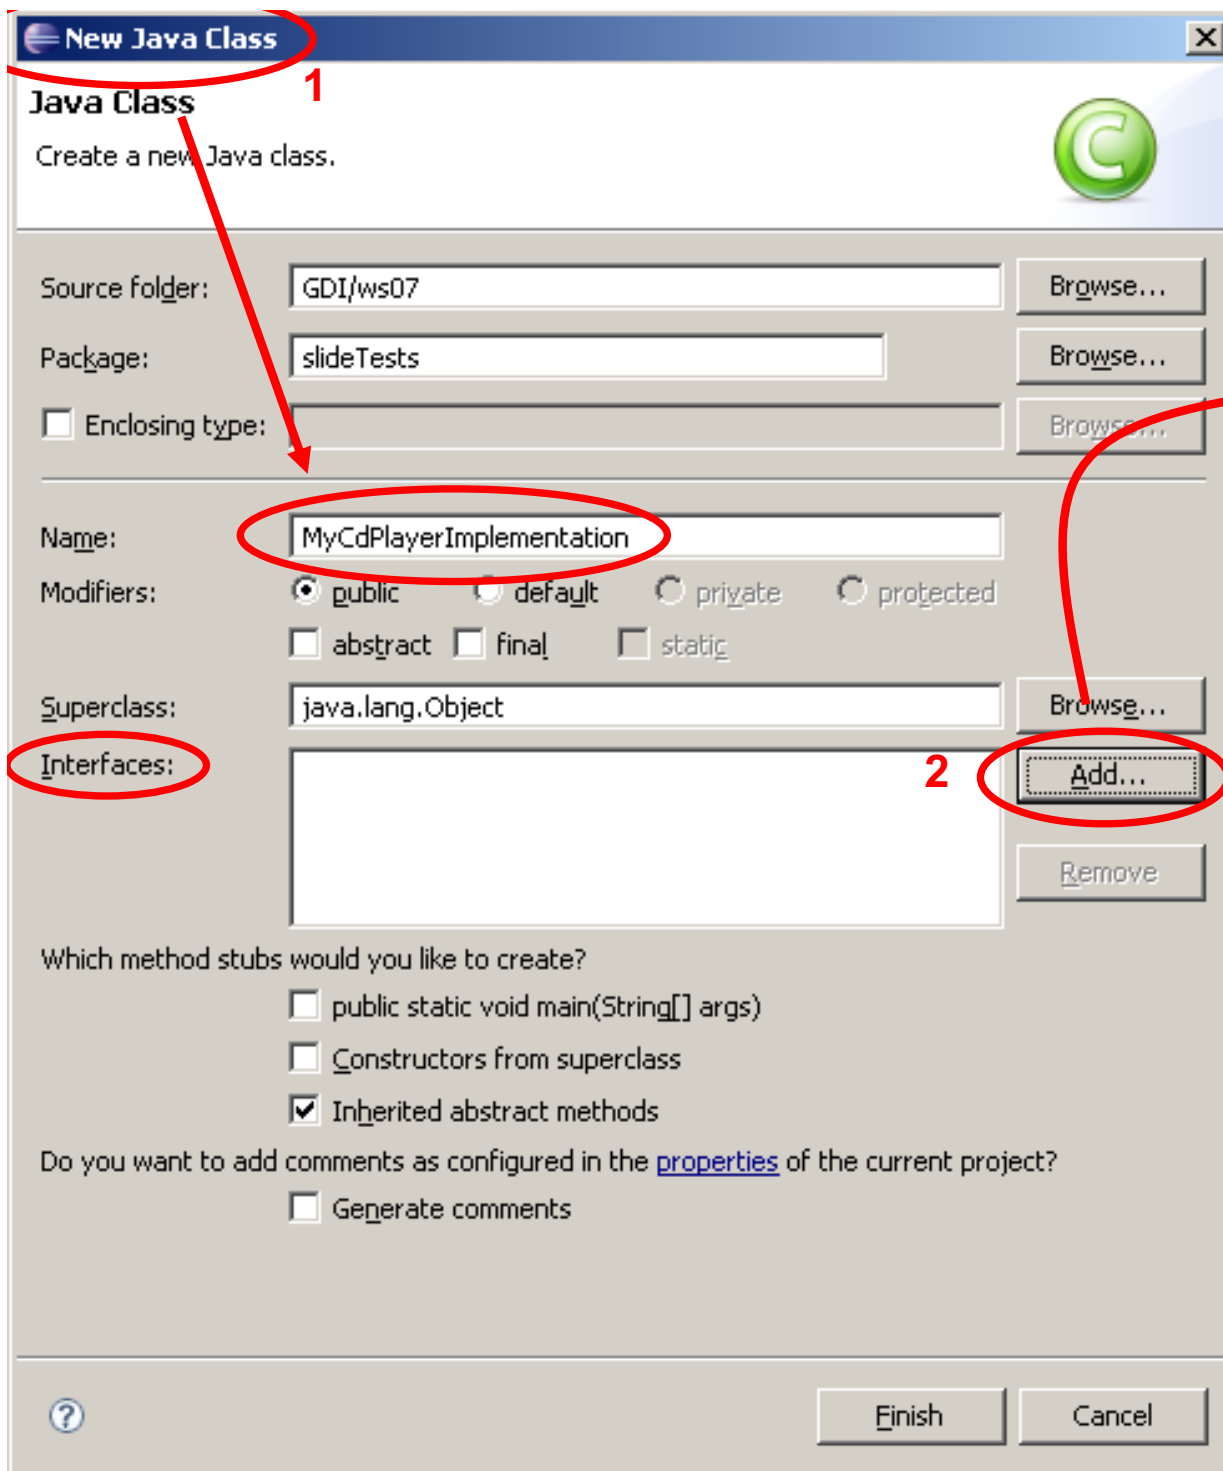 New Java Class
1
Java Class
Create a new Java class.
C
Source folder: GDI/ws07 Browse...
Package: slideTests Browse...
Enclosing type: Browse...
Name: MyCdPlayerImplementation
Modifiers: public default private protected
abstract final static
Superclass: java.lang.Object Browse...
Interfaces: 2 Add...
Remove
Which method stubs would you like to create?
public static void main(String[] args)
Constructors from superclass
Inherited abstract methods
Do you want to add comments as configured in the properties of the current project?
Generate comments
? Finish Cancel